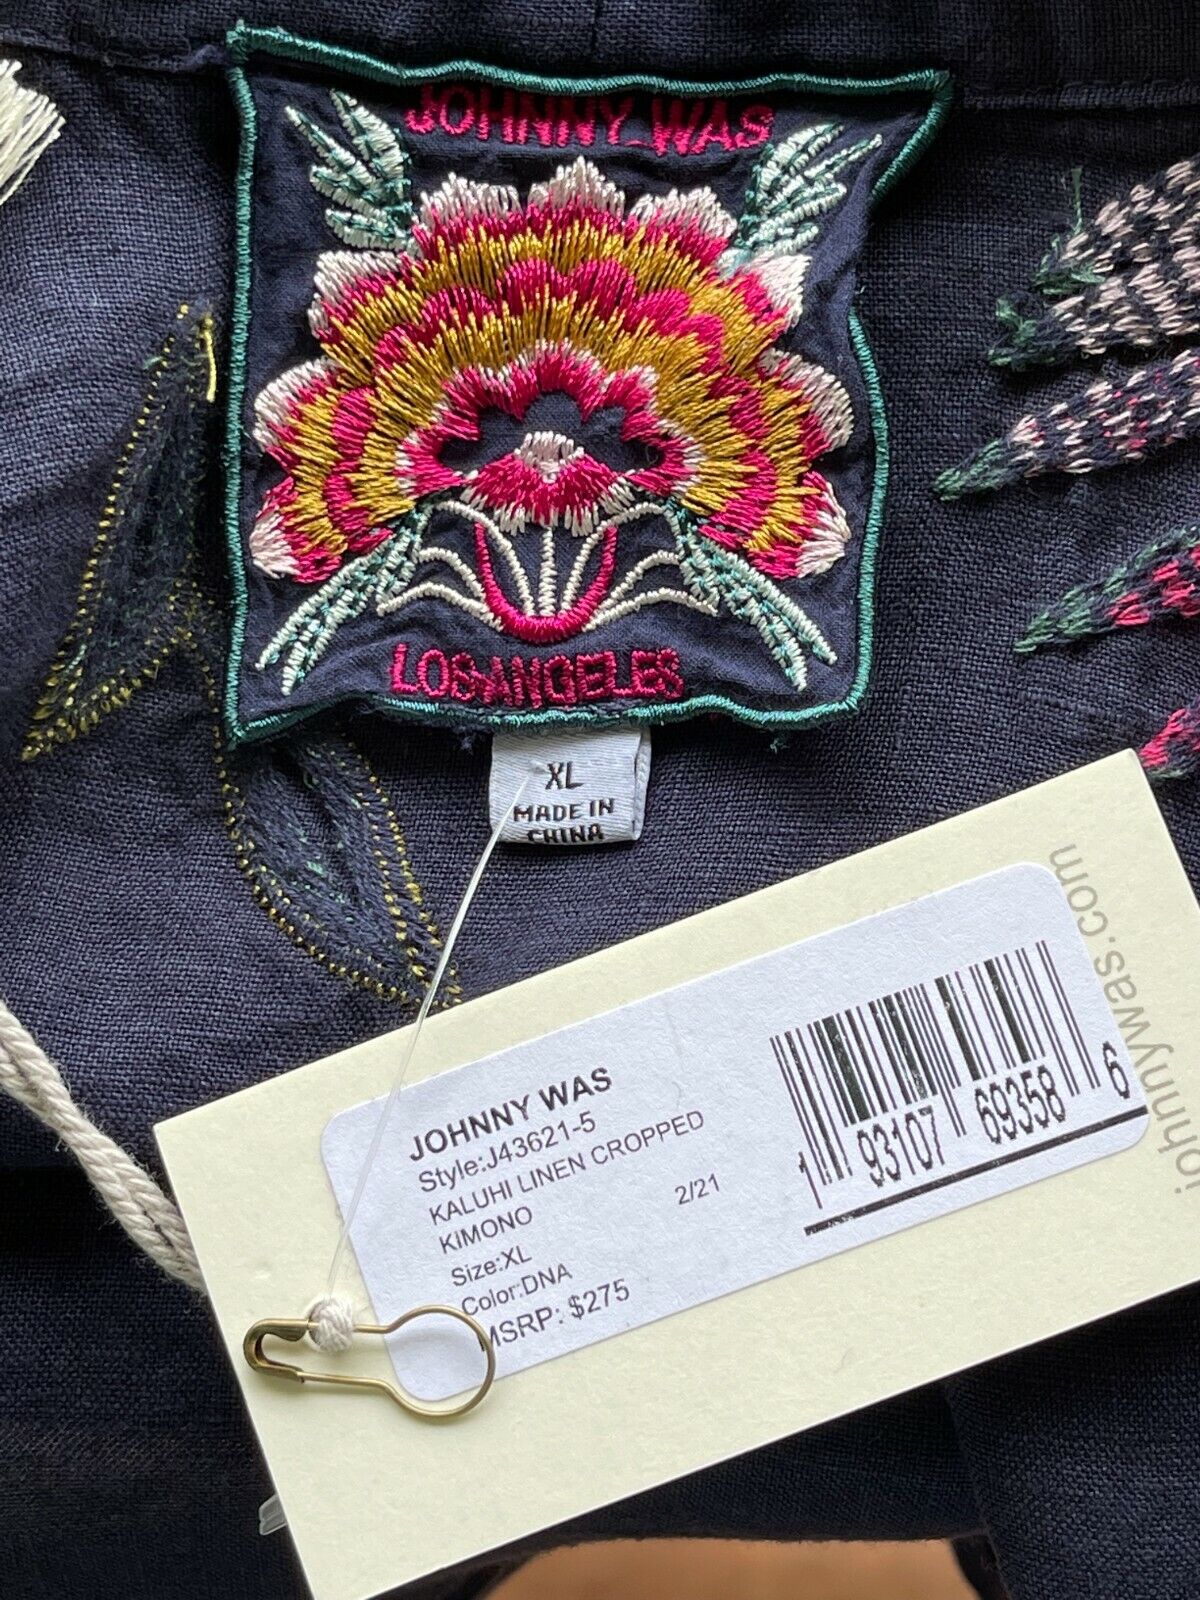 JOHNNY WAS
LOS ANGELES
XL
MADE IN
CHINA
johnnywas.com
JOHNNY WAS
Style:J43621-5
KALUHI LINEN CROPPED
KIMONO 2/21
Size:XL
Color:DNA
MSRP: $275
1 93107 69358 6